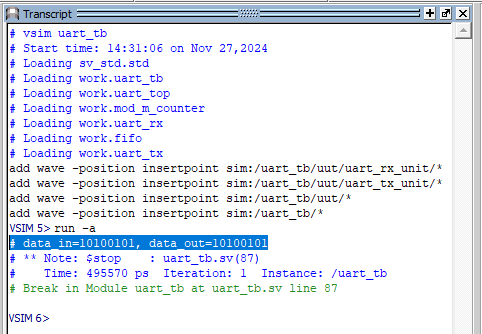 Transcript
# vsim uart_tb
# Start time: 14:31:06 on Nov 27,2024
# Loading sv_std.std
# Loading work.uart_tb
# Loading work.uart_top
# Loading work.mod_m_counter
# Loading work.uart_rx
# Loading work.fifo
# Loading work.uart_tx
add wave -position insertpoint sim:/uart_tb/uut/uart_rx_unit/*
add wave -position insertpoint sim:/uart_tb/uut/uart_tx_unit/*
add wave -position insertpoint sim:/uart_tb/uut/*
add wave -position insertpoint sim:/uart_tb/*
VSIM 5> run -a
# data_in=10100101, data_out=10100101
# ** Note: $stop    : uart_tb.sv(87)
#    Time: 495570 ps  Iteration: 1  Instance: /uart_tb
# Break in Module uart_tb at uart_tb.sv line 87
VSIM 6>